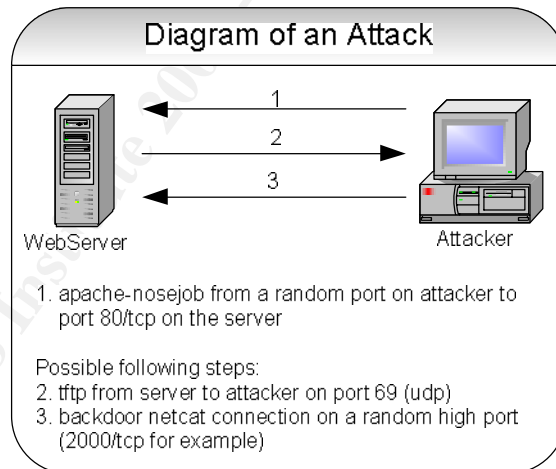 Diagram of an Attack
1
2
3
WebServer
Attacker
1. apache-nosejob from a random port on attacker to
port 80/tcp on the server
Possible following steps:
2. tftp from server to attacker on port 69 (udp)
3. backdoor netcat connection on a random high port
(2000/tcp for example)